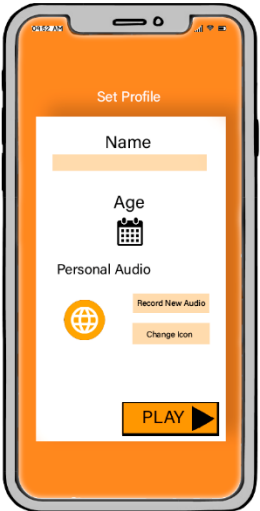 04:52 AM
Set Profile
Name
Age
Personal Audio
Record New Audio
Change Icon
PLAY